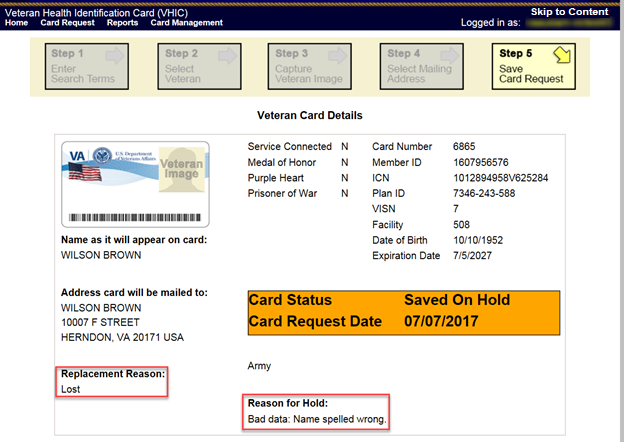 Veteran Health Identification Card (VHIC)
Skip to Content
Home Card Request Reports Card Management
Logged in as:
Step 1
Enter
Search Terms
Step 2
Select
Veteran
Step 3
Capture
Veteran Image
Step 4
Select Mailing
Address
Step 5
Save
Card Request
Veteran Card Details
VA
U.S. Department
of Veterans Affairs
Veteran
Image
Name as it will appear on card:
WILSON BROWN
Address card will be mailed to:
WILSON BROWN
10007 F STREET
HERNDON, VA 20171 USA
Replacement Reason:
Lost
Service Connected N
Medal of Honor N
Purple Heart N
Prisoner of War N
Card Number 6865
Member ID 1607956576
ICN 1012894958V625284
Plan ID 7346-243-588
VISN 7
Facility 508
Date of Birth 10/10/1952
Expiration Date 7/5/2027
Card Status Saved On Hold
Card Request Date 07/07/2017
Army
Reason for Hold:
Bad data: Name spelled wrong.